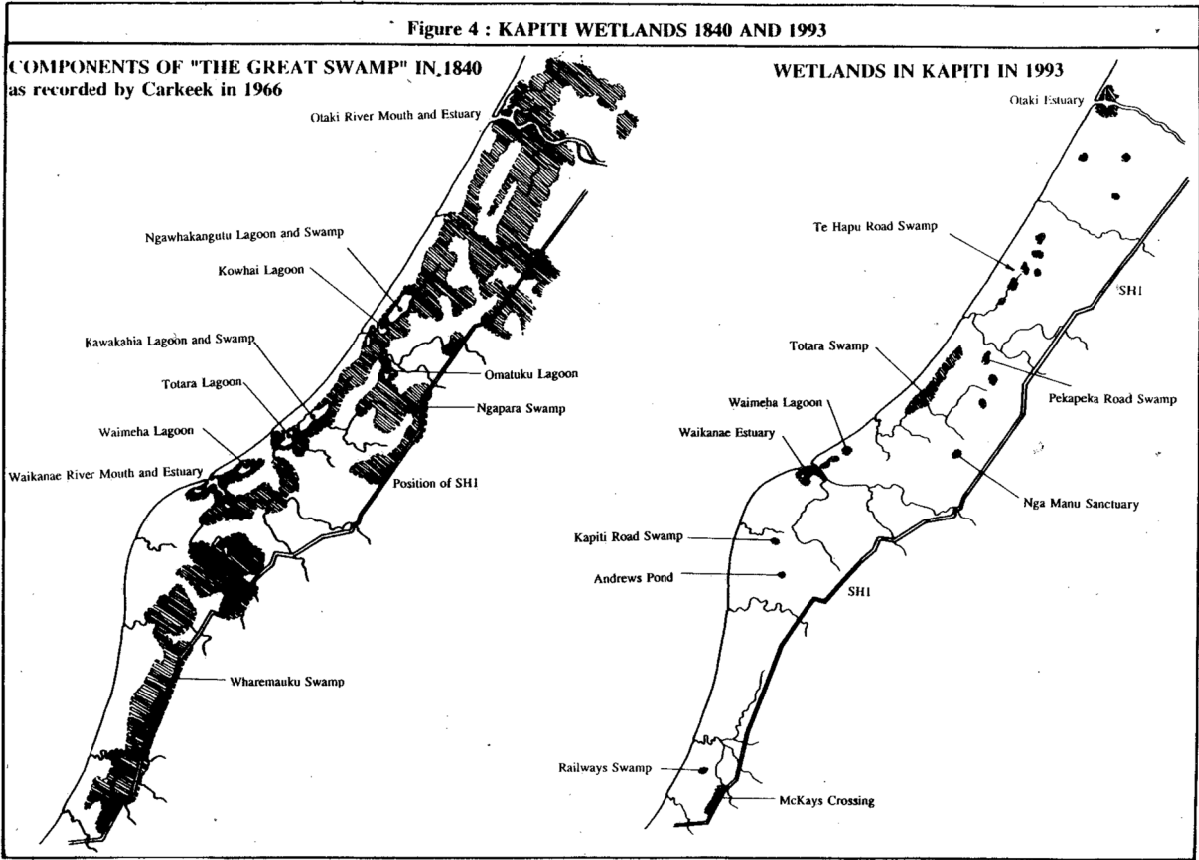 Figure 4 : KAPITI WETLANDS 1840 AND 1993
COMPONENTS OF "THE GREAT SWAMP" IN 1840
as recorded by Carkeek in 1966
Otaki River Mouth and Estuary
Ngawhakangutu Lagoon and Swamp
Kowhai Lagoon
Kawakahia Lagoon and Swamp
Omatuku Lagoon
Totara Lagoon
Ngapara Swamp
Waimeha Lagoon
Waikanae River Mouth and Estuary
Position of SH1
Wharemauku Swamp
WETLANDS IN KAPITI IN 1993
Otaki Estuary
Te Hapu Road Swamp
SH1
Totara Swamp
Pekapeka Road Swamp
Waimeha Lagoon
Waikanae Estuary
Nga Manu Sanctuary
Kapiti Road Swamp
Andrews Pond
SH1
Railways Swamp
McKays Crossing